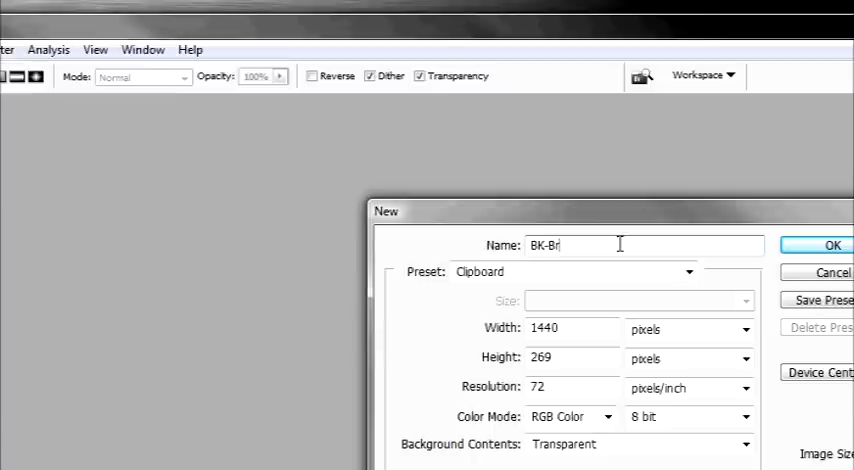 ter Analysis View Window Help
Mode: Normal Opacity: 100% Reverse Dither Transparency Workspace
New
Name: BK-Br OK
Preset: Clipboard Cancel
Size: Save Prese
Width: 1440 pixels Delete Pres
Height: 269 pixels
Resolution: 72 pixels/inch Device Cent
Color Mode: RGB Color 8 bit
Background Contents: Transparent
Image Size